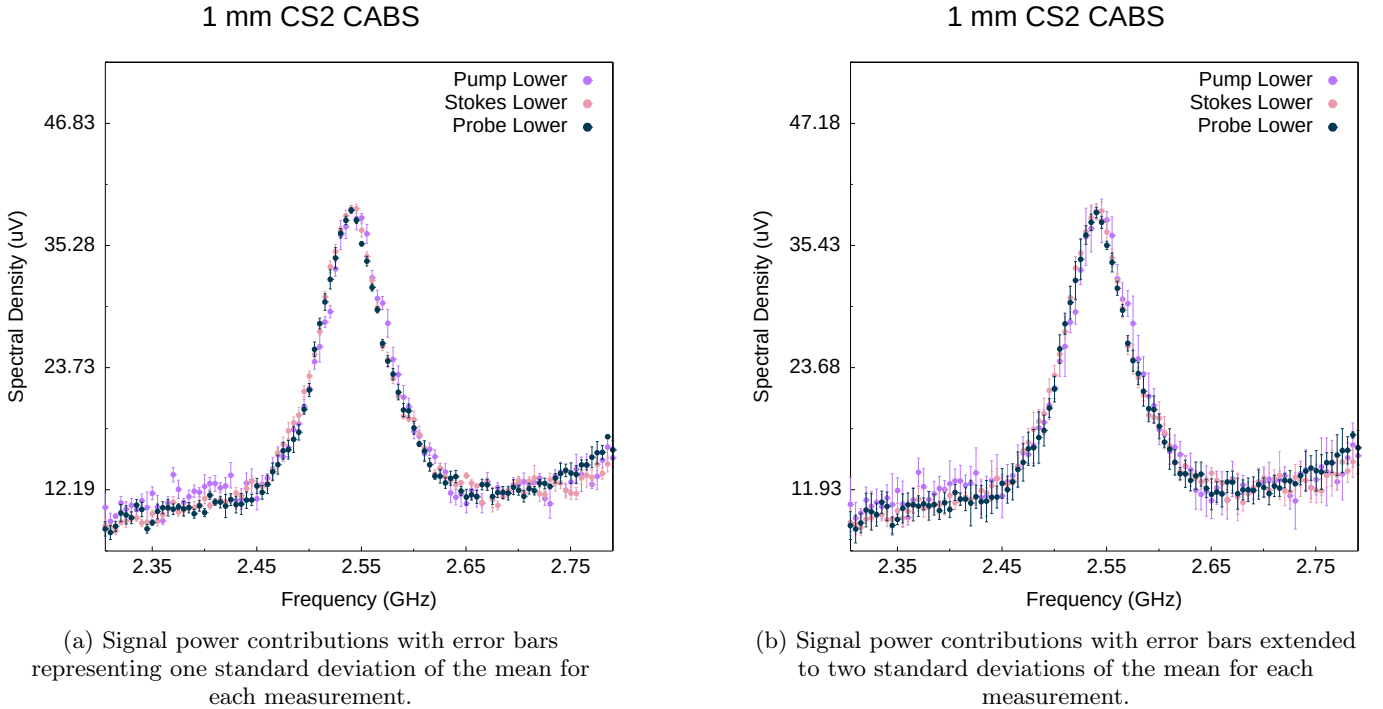 1 mm CS2 CABS
Pump Lower
Stokes Lower
Probe Lower
46.83
35.28
23.73
12.19
Spectral Density (uV)
2.35 2.45 2.55 2.65 2.75
Frequency (GHz)
(a) Signal power contributions with error bars
representing one standard deviation of the mean for
each measurement.
1 mm CS2 CABS
Pump Lower
Stokes Lower
Probe Lower
47.18
35.43
23.68
11.93
Spectral Density (uV)
2.35 2.45 2.55 2.65 2.75
Frequency (GHz)
(b) Signal power contributions with error bars extended
to two standard deviations of the mean for each
measurement.